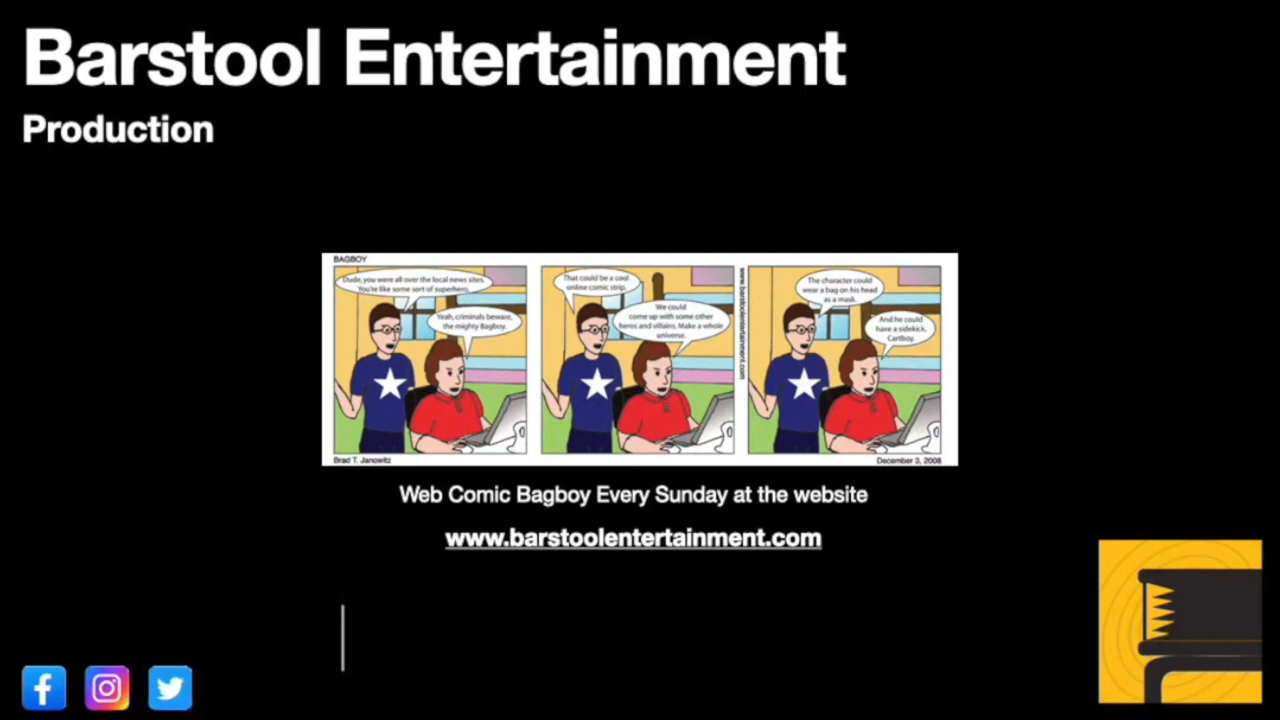 Barstool Entertainment
Production
BAGBOY
Dude, you were all over the local news sites.
You're like some sort of superhero.
Yeah, criminals beware,
the mighty Bagboy.
That could be a cool
online comic strip.
We could
come up with some other
heros and villains. Make a whole
universe.
www.barstoolentertainment.com
The character could
wear a bag on his head
as a mask.
And he could
have a sidekick,
Cartboy.
Brad T. Janowitz
December 3, 2008
Web Comic Bagboy Every Sunday at the website
www.barstoolentertainment.com